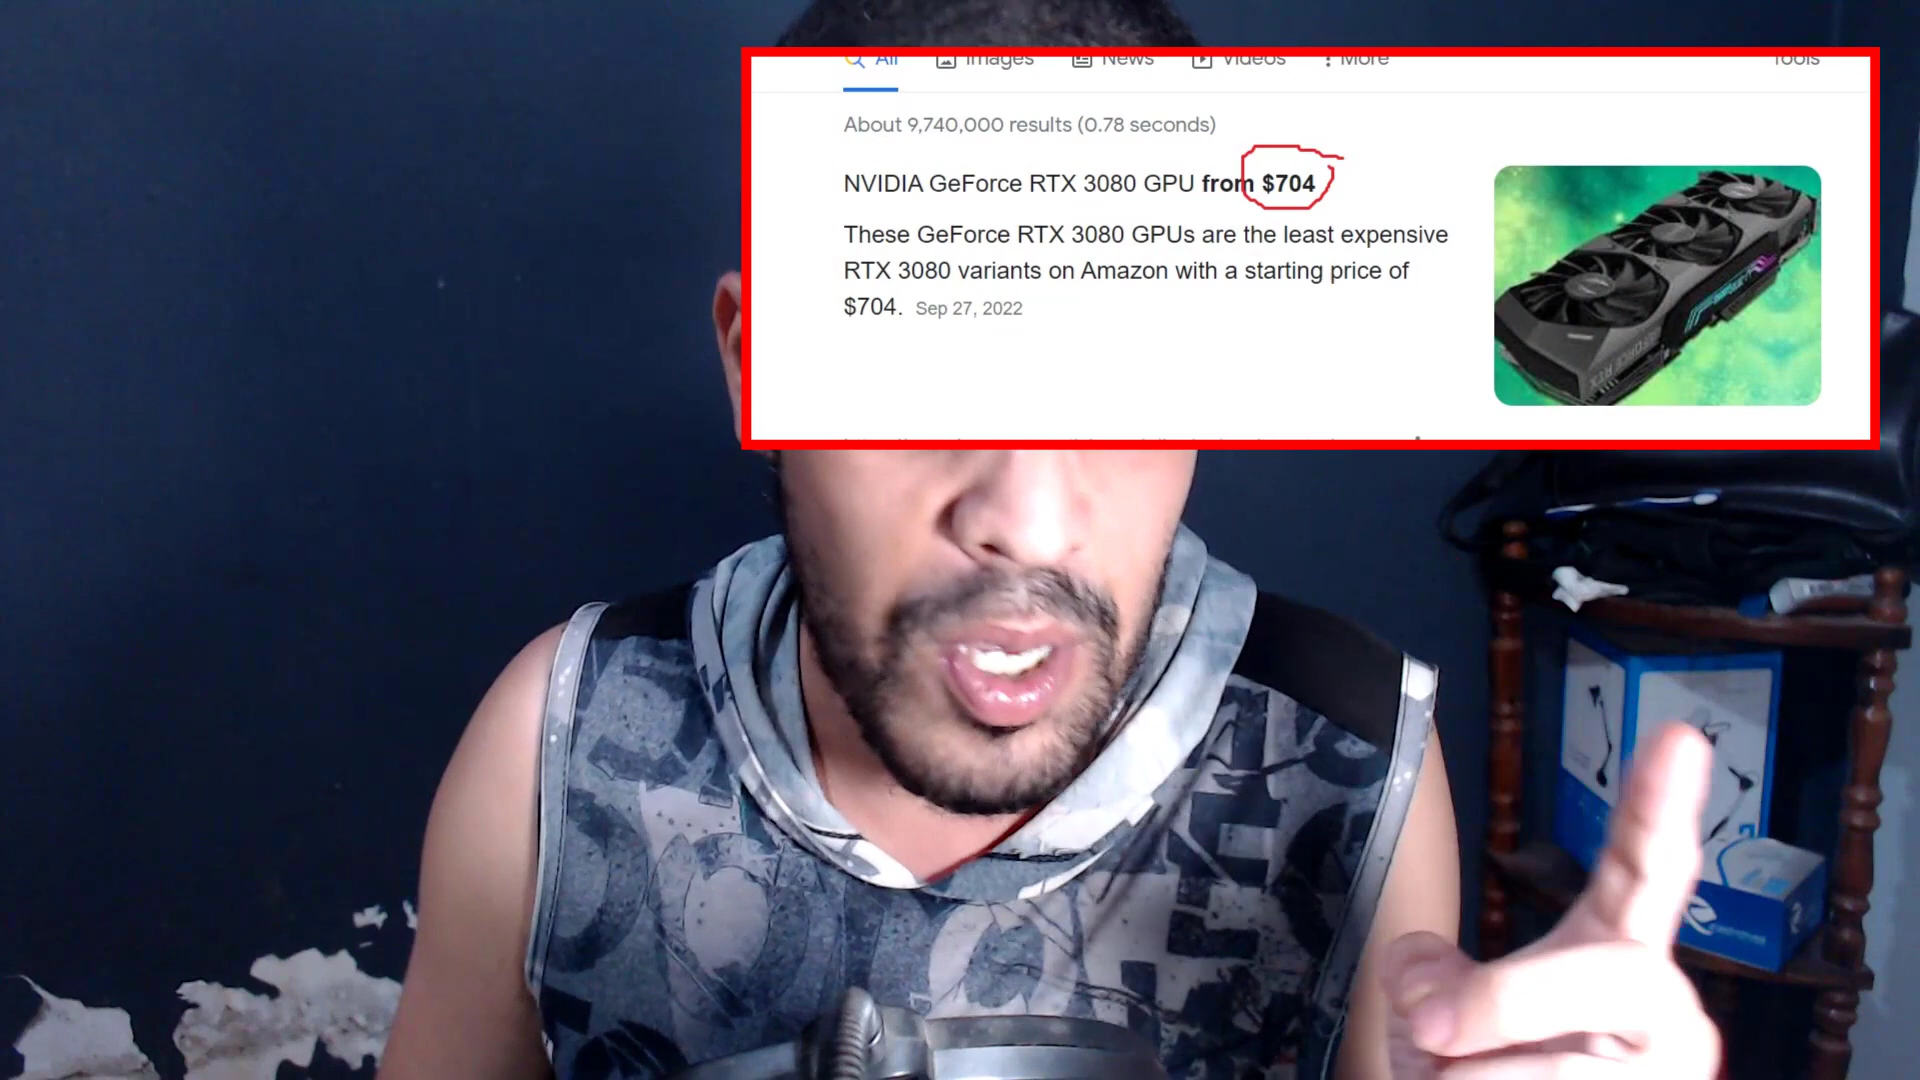 All Images News Videos More Tools
About 9,740,000 results (0.78 seconds)
NVIDIA GeForce RTX 3080 GPU from $704
These GeForce RTX 3080 GPUs are the least expensive
RTX 3080 variants on Amazon with a starting price of
$704. Sep 27, 2022